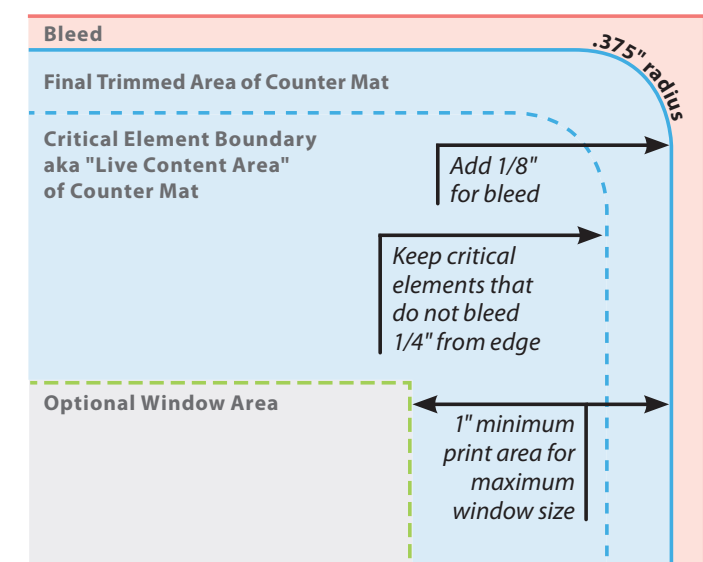 Bleed
.375" radius
Final Trimmed Area of Counter Mat
Critical Element Boundary
aka "Live Content Area"
of Counter Mat
Add 1/8"
for bleed
Keep critical
elements that
do not bleed
1/4" from edge
Optional Window Area
1" minimum
print area for
maximum
window size